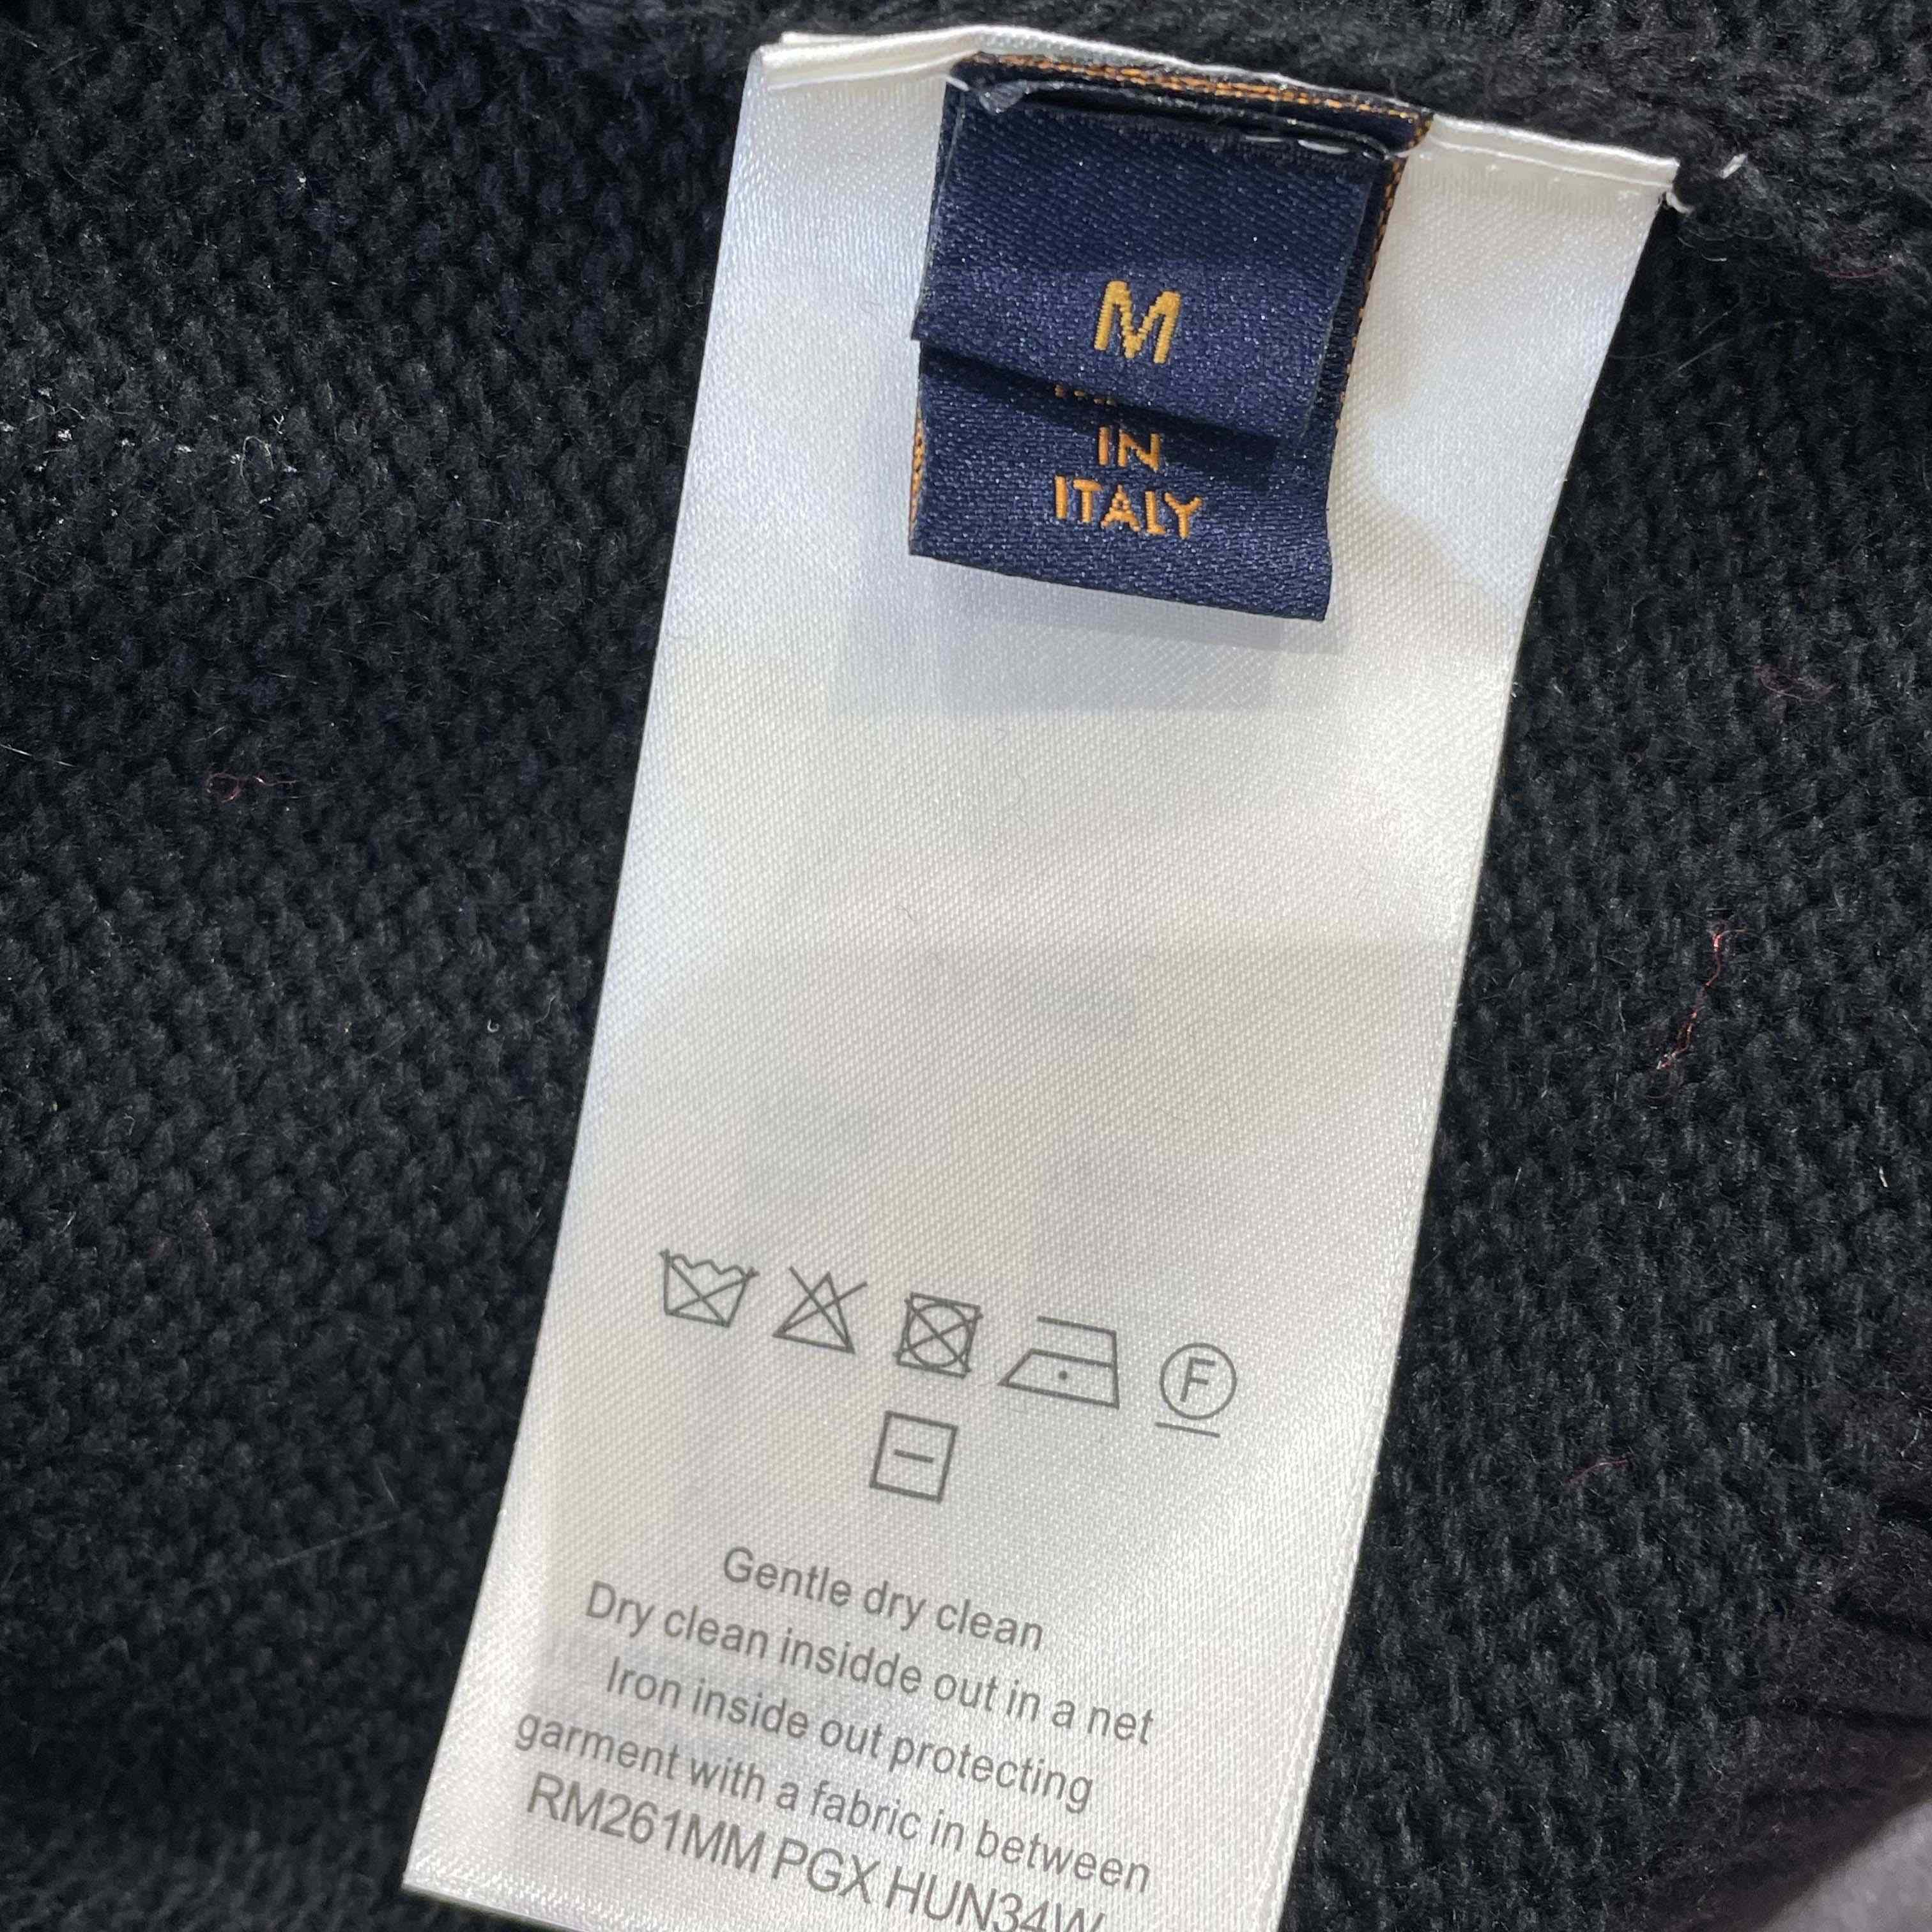 M
IN
ITALY
F
Gentle dry clean
Dry clean insidde out in a net
Iron inside out protecting
garment with a fabric in between
RM261MM PGX HUN34W